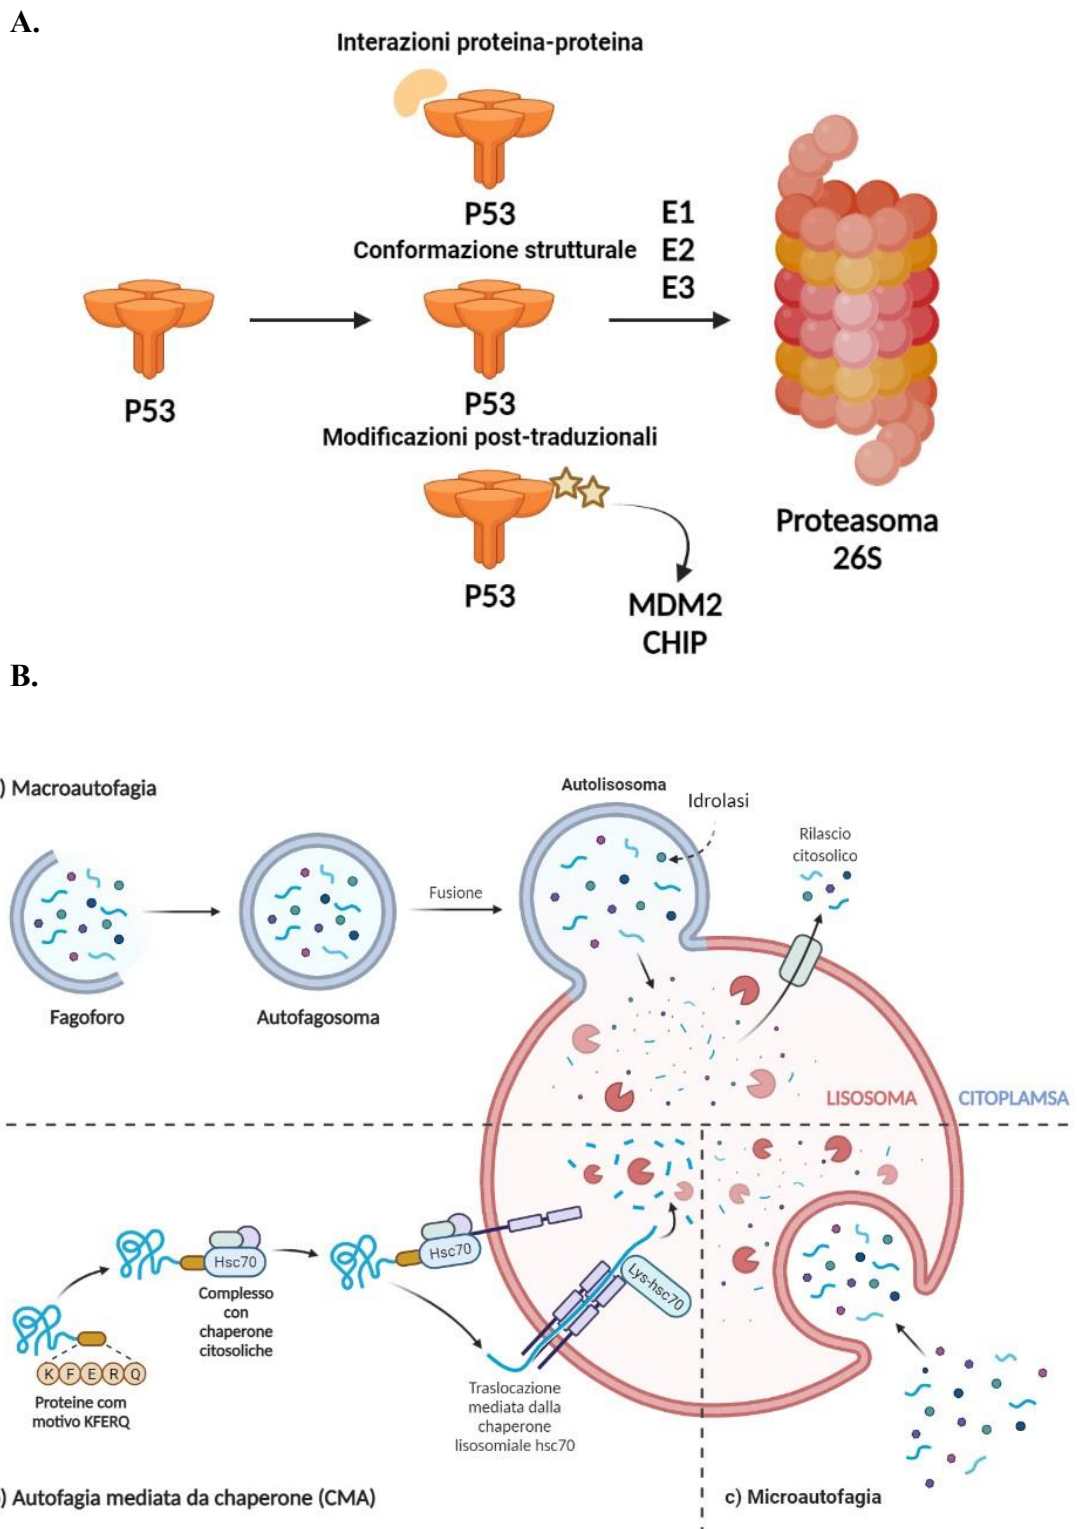 A.
Interazioni proteina-proteina
P53
Conformazione strutturale
E1
E2
E3
P53
P53
Modificazioni post-traduzionali
P53
MDM2
CHIP
Proteasoma
26S
B.
) Macroautofagia
Autolisosoma
Idrolasi
Rilascio
citosolico
Fusione
Fagoforo
Autofagosoma
LISOSOMA
CITOPLAMSA
Hsc70
Hsc70
Complesso
con
chaperone
citosoliche
Lys-hsc70
K F E R Q
Proteine com
motivo KFERQ
Traslocazione
mediata dalla
chaperone
lisosomiale hsc70
) Autofagia mediata da chaperone (CMA)
c) Microautofagia